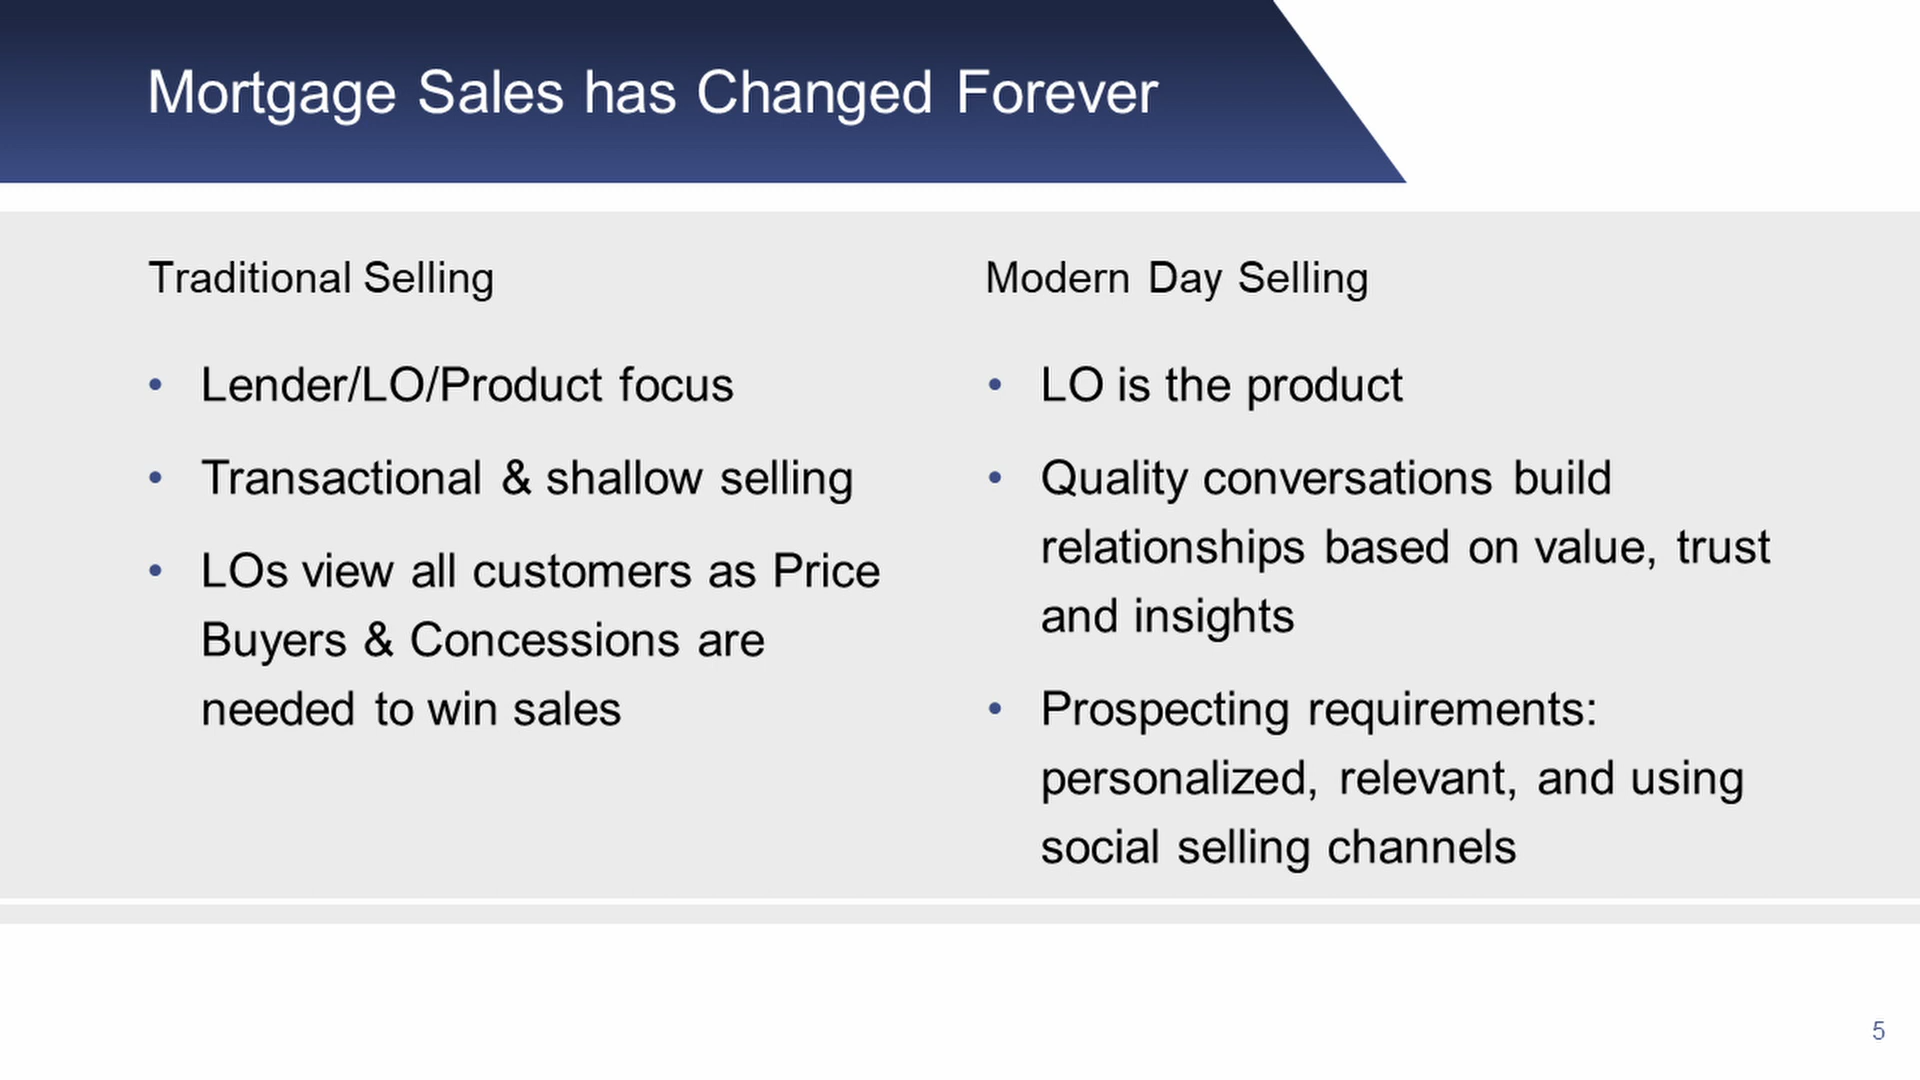 Mortgage Sales has Changed Forever
Traditional Selling
• Lender/LO/Product focus
• Transactional & shallow selling
• LOs view all customers as Price
Buyers & Concessions are
needed to win sales
Modern Day Selling
• LO is the product
• Quality conversations build
relationships based on value, trust
and insights
• Prospecting requirements:
personalized, relevant, and using
social selling channels
5